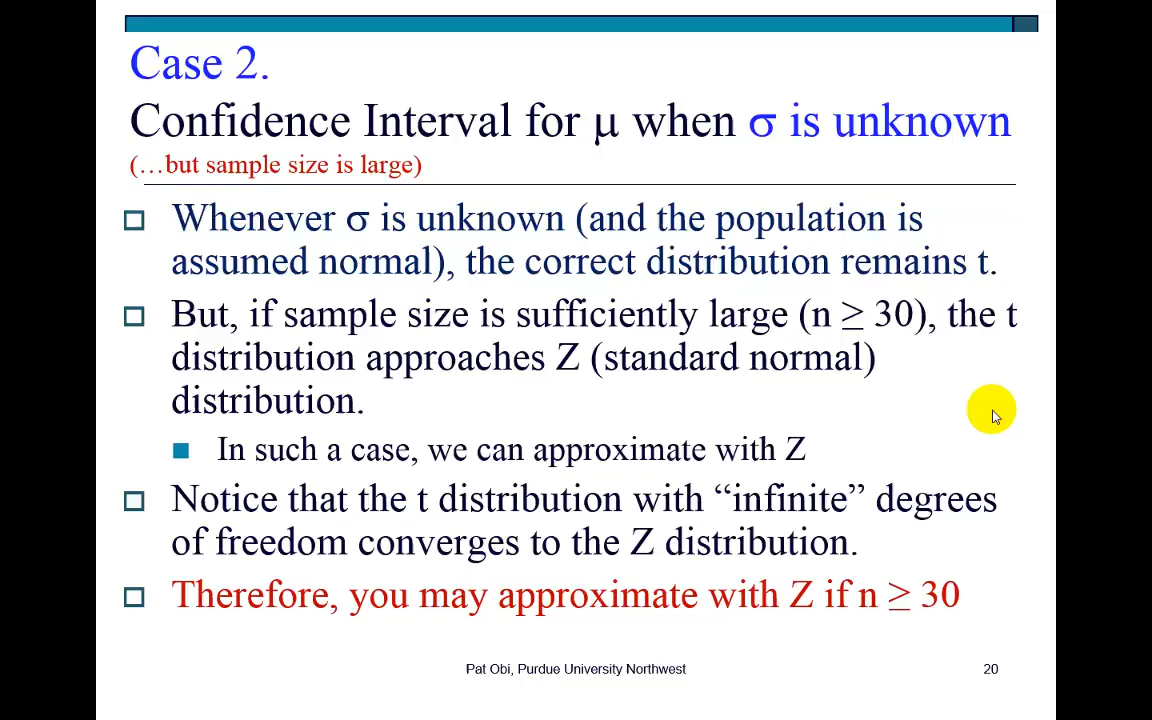 Case 2.
Confidence Interval for μ when σ is unknown
(…but sample size is large)
Whenever σ is unknown (and the population is
assumed normal), the correct distribution remains t.
But, if sample size is sufficiently large (n ≥ 30), the t
distribution approaches Z (standard normal)
distribution.
In such a case, we can approximate with Z
Notice that the t distribution with “infinite” degrees
of freedom converges to the Z distribution.
Therefore, you may approximate with Z if n ≥ 30
Pat Obi, Purdue University Northwest
20